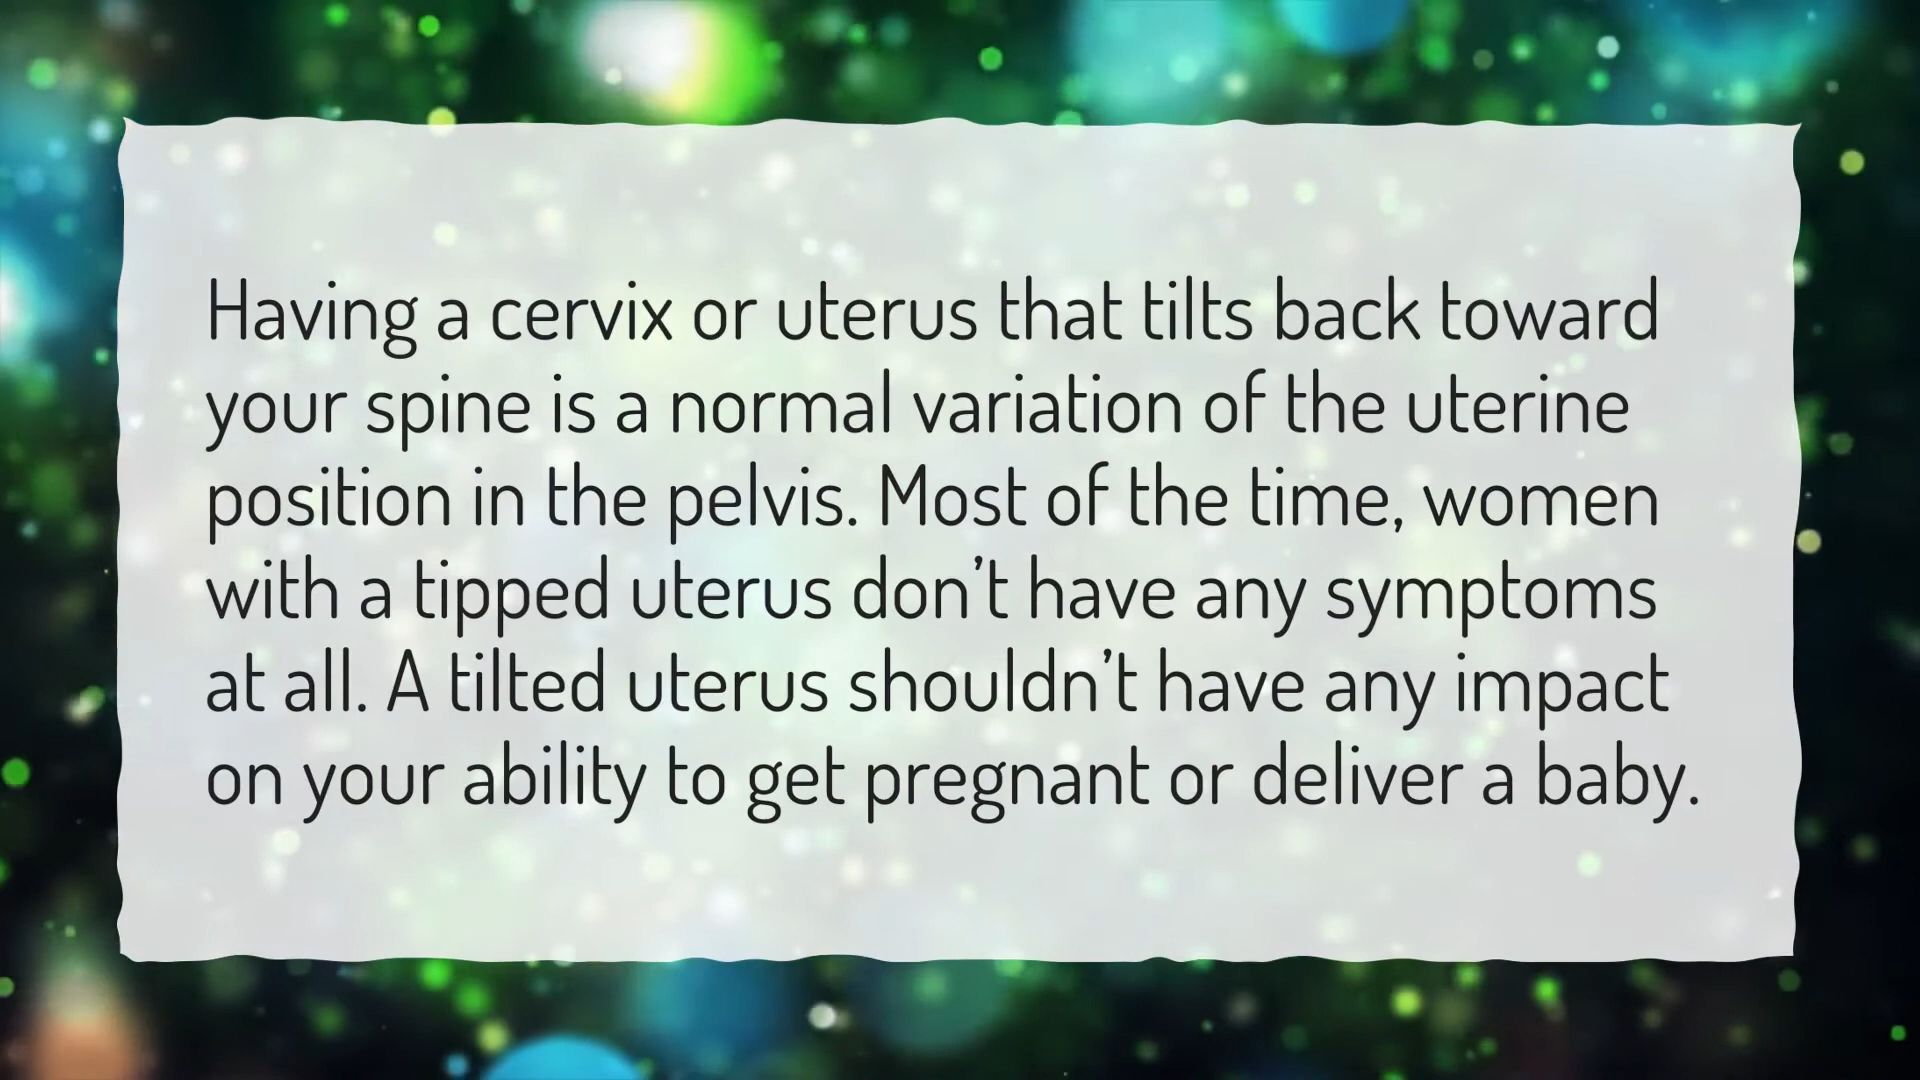 Having a cervix or uterus that tilts back toward
your spine is a normal variation of the uterine
position in the pelvis. Most of the time, women
with a tipped uterus don’t have any symptoms
at all. A tilted uterus shouldn’t have any impact
on your ability to get pregnant or deliver a baby.